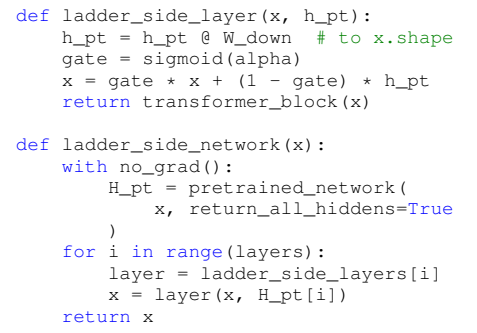 def ladder_side_layer(x, h_pt):
    h_pt = h_pt @ W_down  # to x.shape
    gate = sigmoid(alpha)
    x = gate * x + (1 - gate) * h_pt
    return transformer_block(x)

def ladder_side_network(x):
    with no_grad():
        H_pt = pretrained_network(
            x, return_all_hiddens=True
        )
    for i in range(layers):
        layer = ladder_side_layers[i]
        x = layer(x, H_pt[i])
    return x